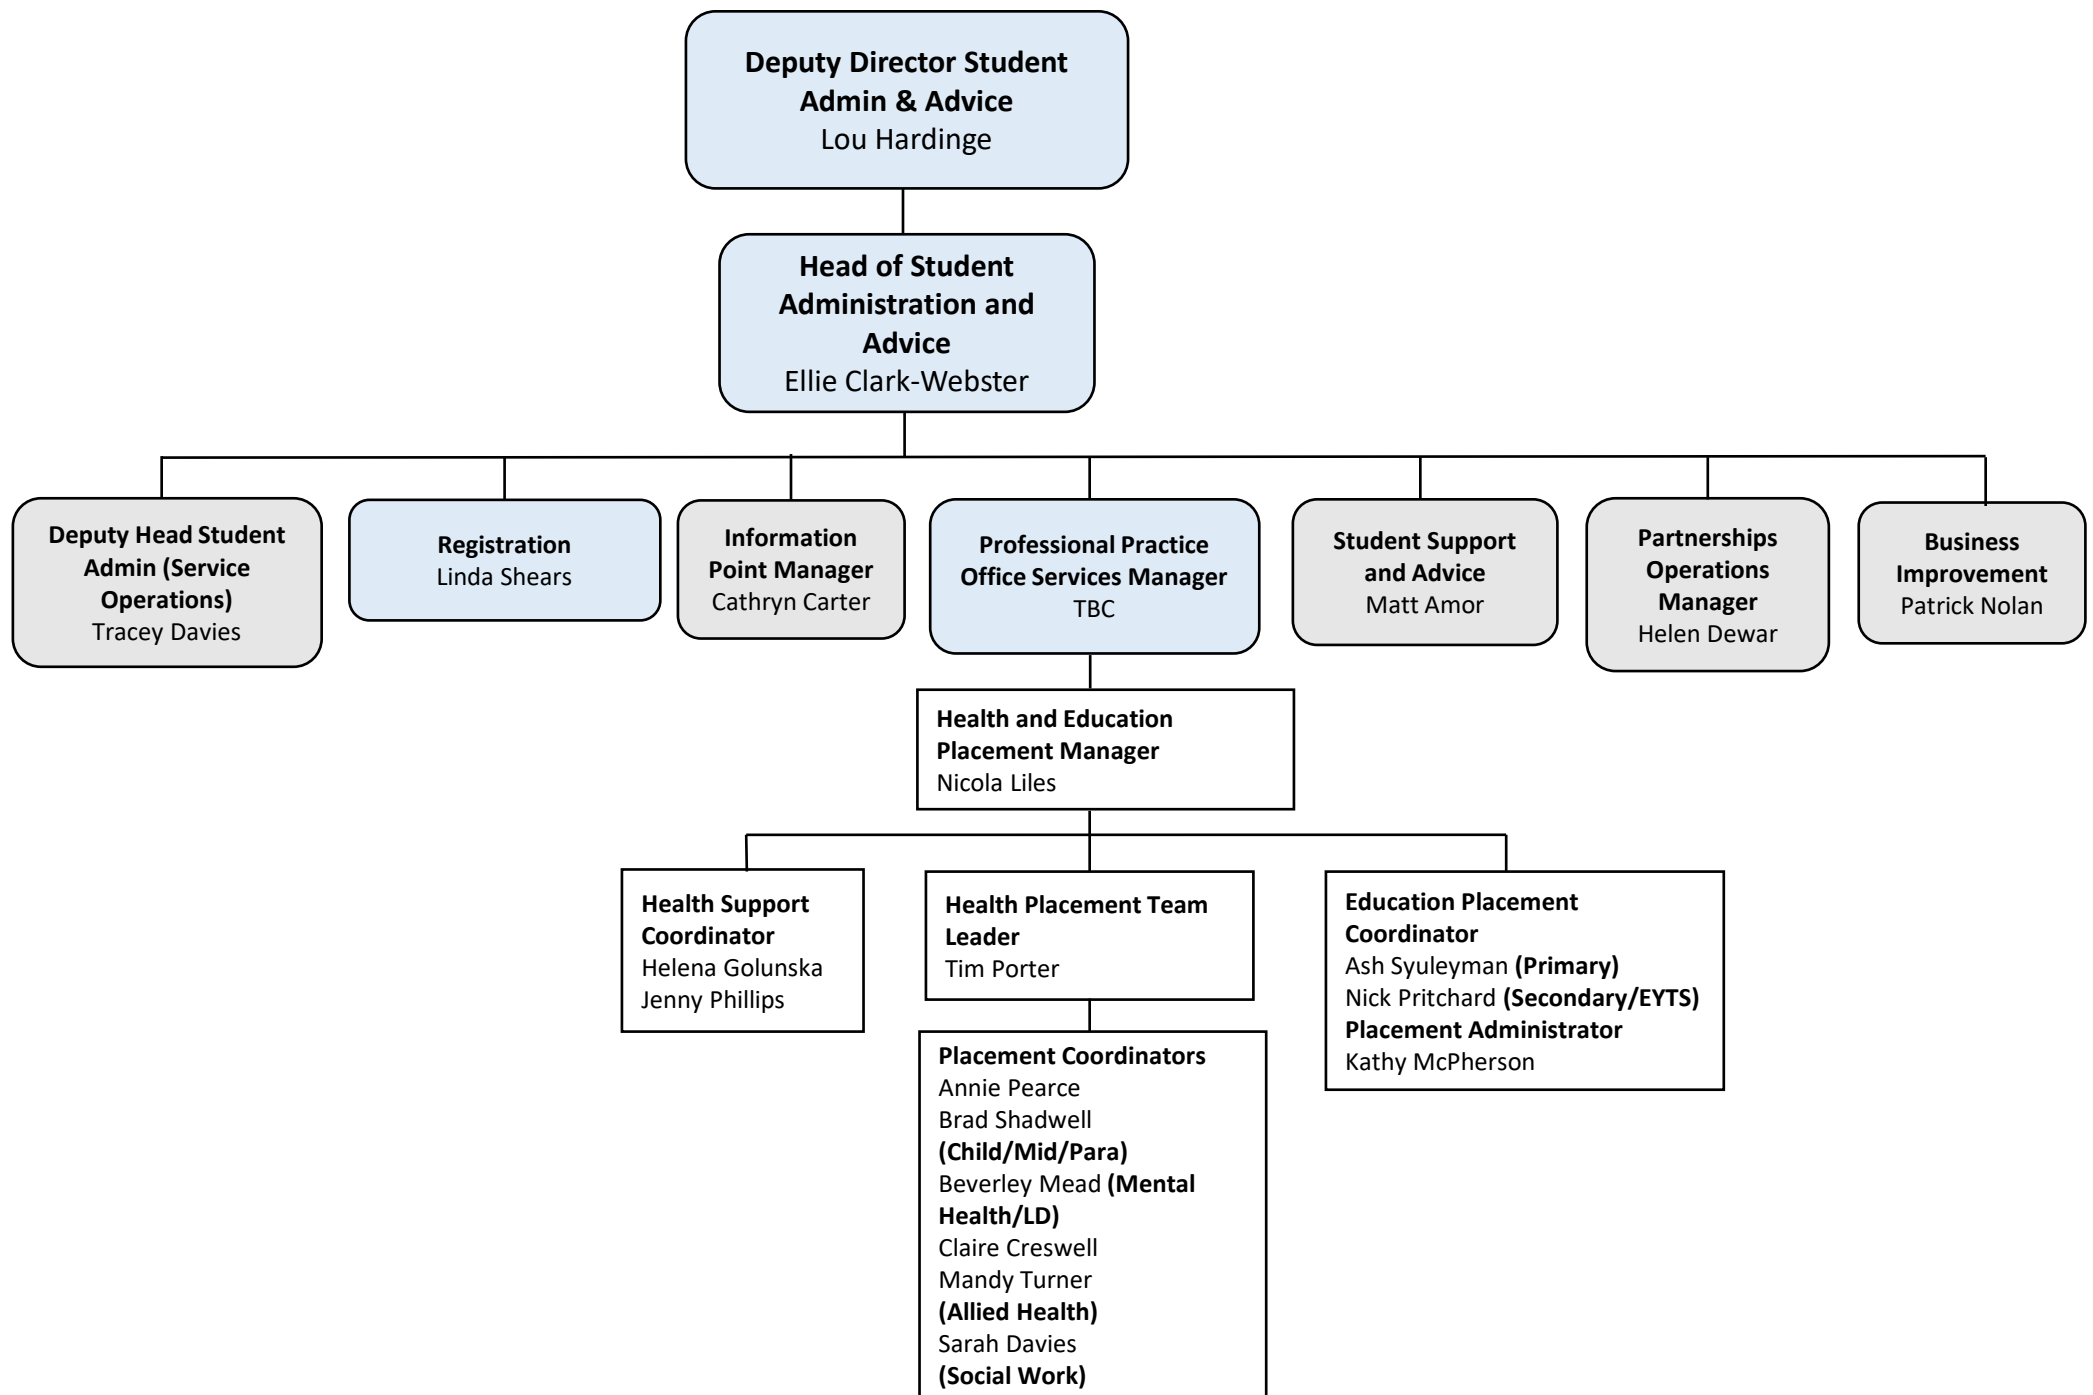 Deputy Director Student
Admin & Advice
Lou Hardinge
Head of Student
Administration and
Advice
Ellie Clark-Webster
Deputy Head Student
Admin (Service
Operations)
Tracey Davies
Registration
Linda Shears
Information
Point Manager
Cathryn Carter
Professional Practice
Office Services Manager
TBC
Student Support
and Advice
Matt Amor
Partnerships
Operations
Manager
Helen Dewar
Business
Improvement
Patrick Nolan
Health and Education
Placement Manager
Nicola Liles
Health Support
Coordinator
Helena Golunska
Jenny Phillips
Health Placement Team
Leader
Tim Porter
Education Placement
Coordinator
Ash Syuleyman (Primary)
Nick Pritchard (Secondary/EYTS)
Placement Administrator
Kathy McPherson
Placement Coordinators
Annie Pearce
Brad Shadwell
(Child/Mid/Para)
Beverley Mead (Mental
Health/LD)
Claire Creswell
Mandy Turner
(Allied Health)
Sarah Davies
(Social Work)